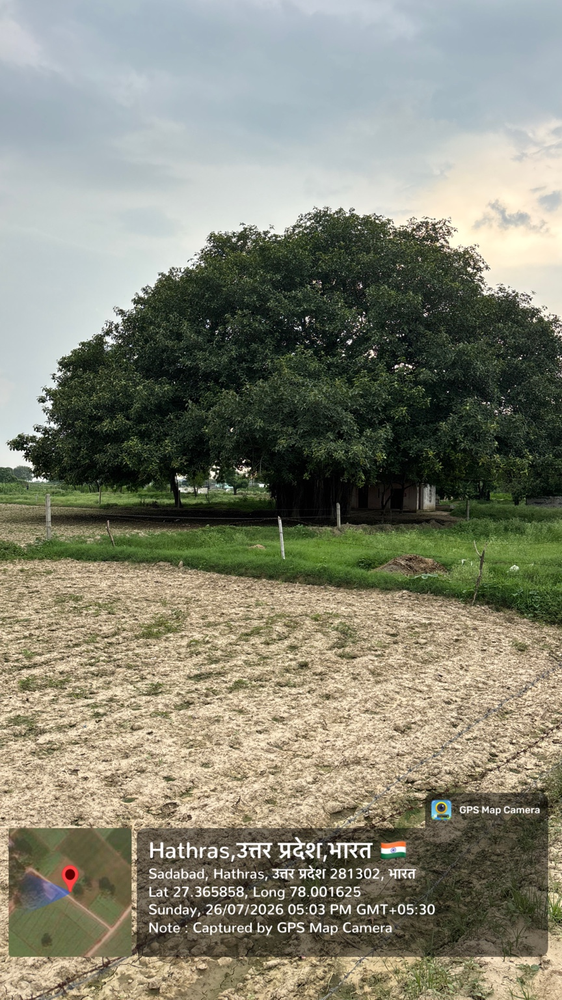 GPS Map Camera
Hathras,उत्तर प्रदेश,भारत 🇮🇳
Sadabad, Hathras, उत्तर प्रदेश 281302, भारत
Lat 27.365858, Long 78.001625
Sunday, 26/07/2026 05:03 PM GMT+05:30
Note : Captured by GPS Map Camera